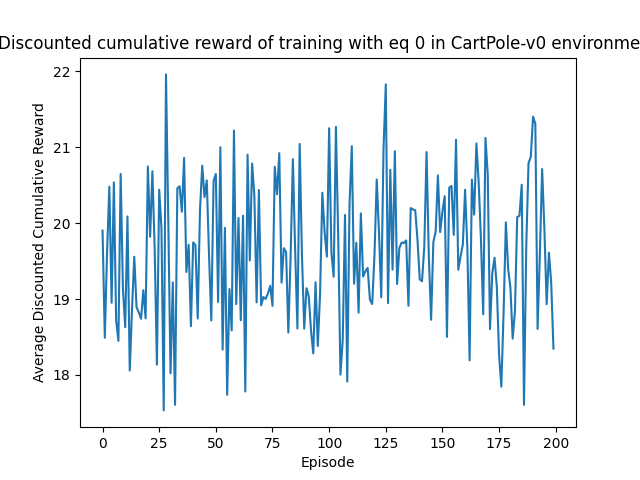 Discounted cumulative reward of training with eq 0 in CartPole-v0 environme
22
21
20
19
18
Average Discounted Cumulative Reward
0 25 50 75 100 125 150 175 200
Episode